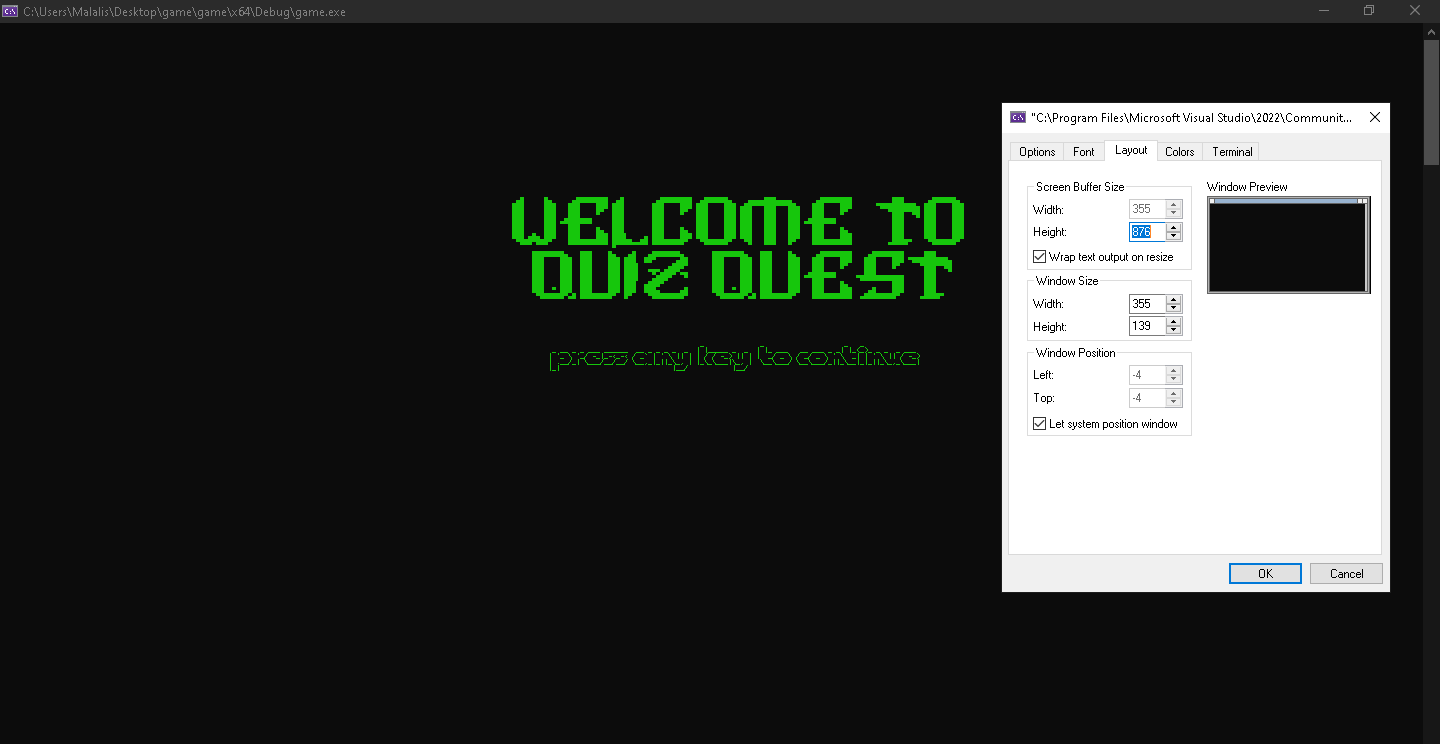 C:\Users\Malalis\Desktop\game\game\x64\Debug\game.exe
WELCOME TO
QUIZ QUEST
press any key to continue
"C:\Program Files\Microsoft Visual Studio\2022\Communit...
Options Font Layout Colors Terminal
Screen Buffer Size
Width: 355
Height: 876
Wrap text output on resize
Window Size
Width: 355
Height: 139
Window Position
Left: -4
Top: -4
Let system position window
Window Preview
OK Cancel